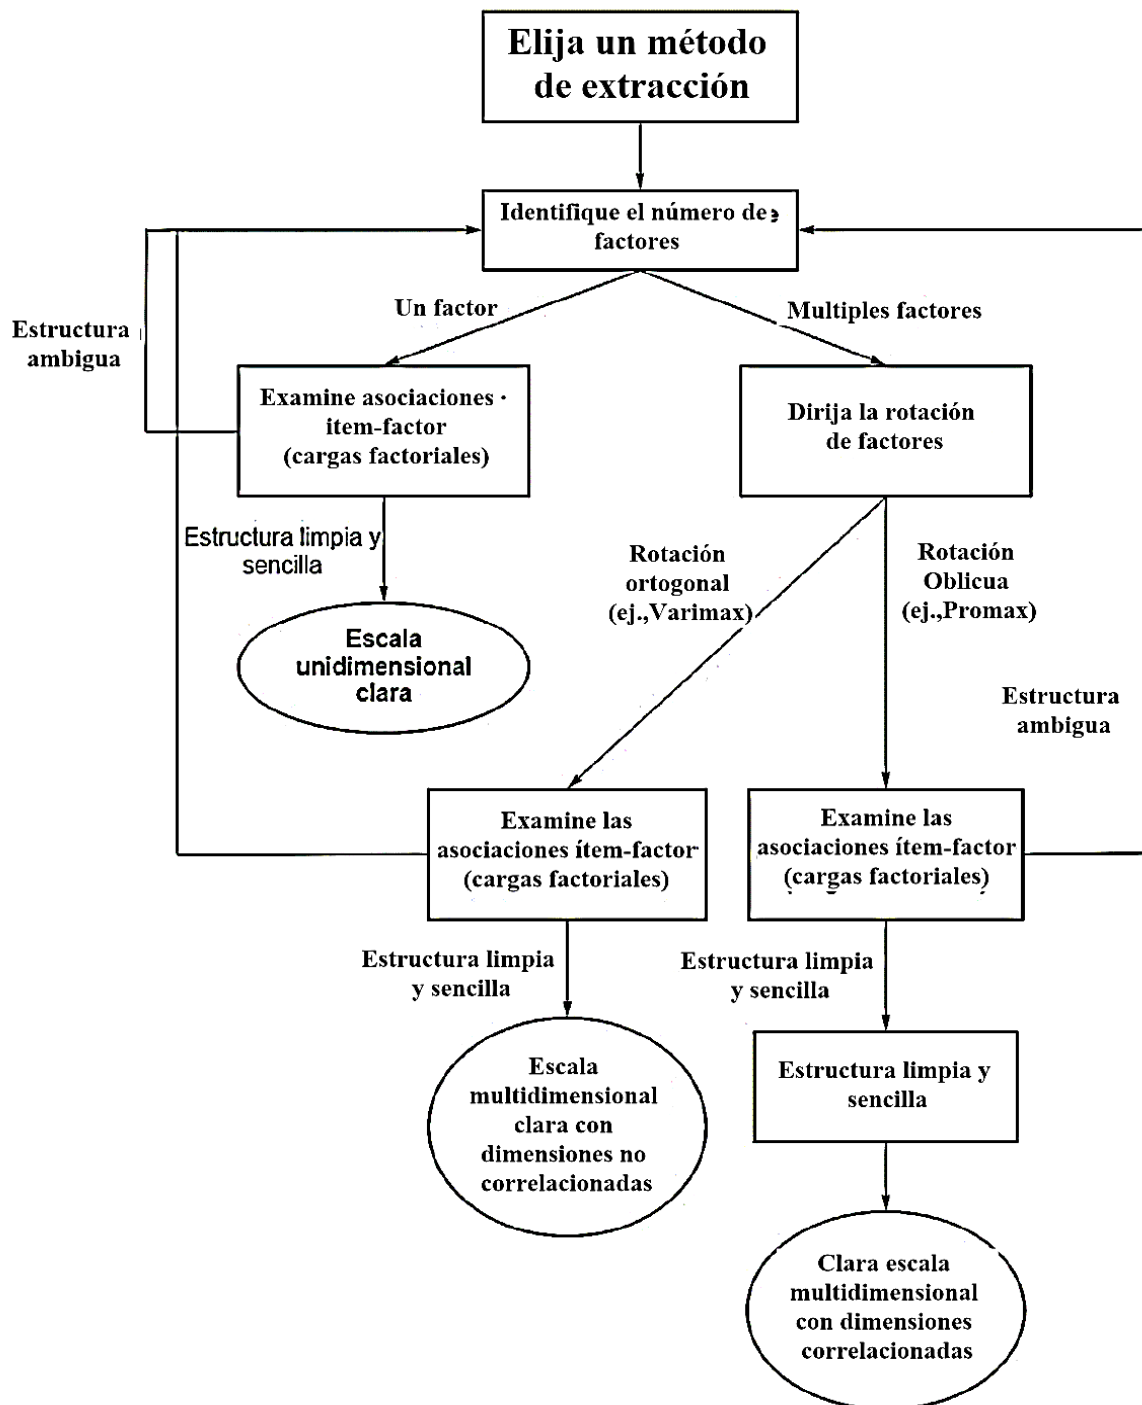 Elija un método
de extracción
Identifique el número de
factores
Un factor
Multiples factores
Estructura
ambigua
Examine asociaciones
item-factor
(cargas factoriales)
Dirija la rotación
de factores
Estructura limpia y
sencilla
Rotación
ortogonal
(ej.,Varimax)
Rotación
Oblicua
(ej.,Promax)
Escala
unidimensional
clara
Estructura
ambigua
Examine las
asociaciones ítem-factor
(cargas factoriales)
Examine las
asociaciones ítem-factor
(cargas factoriales)
Estructura limpia
y sencilla
Estructura limpia
y sencilla
Escala
multidimensional
clara con
dimensiones no
correlacionadas
Estructura limpia y
sencilla
Clara escala
multidimensional
con dimensiones
correlacionadas